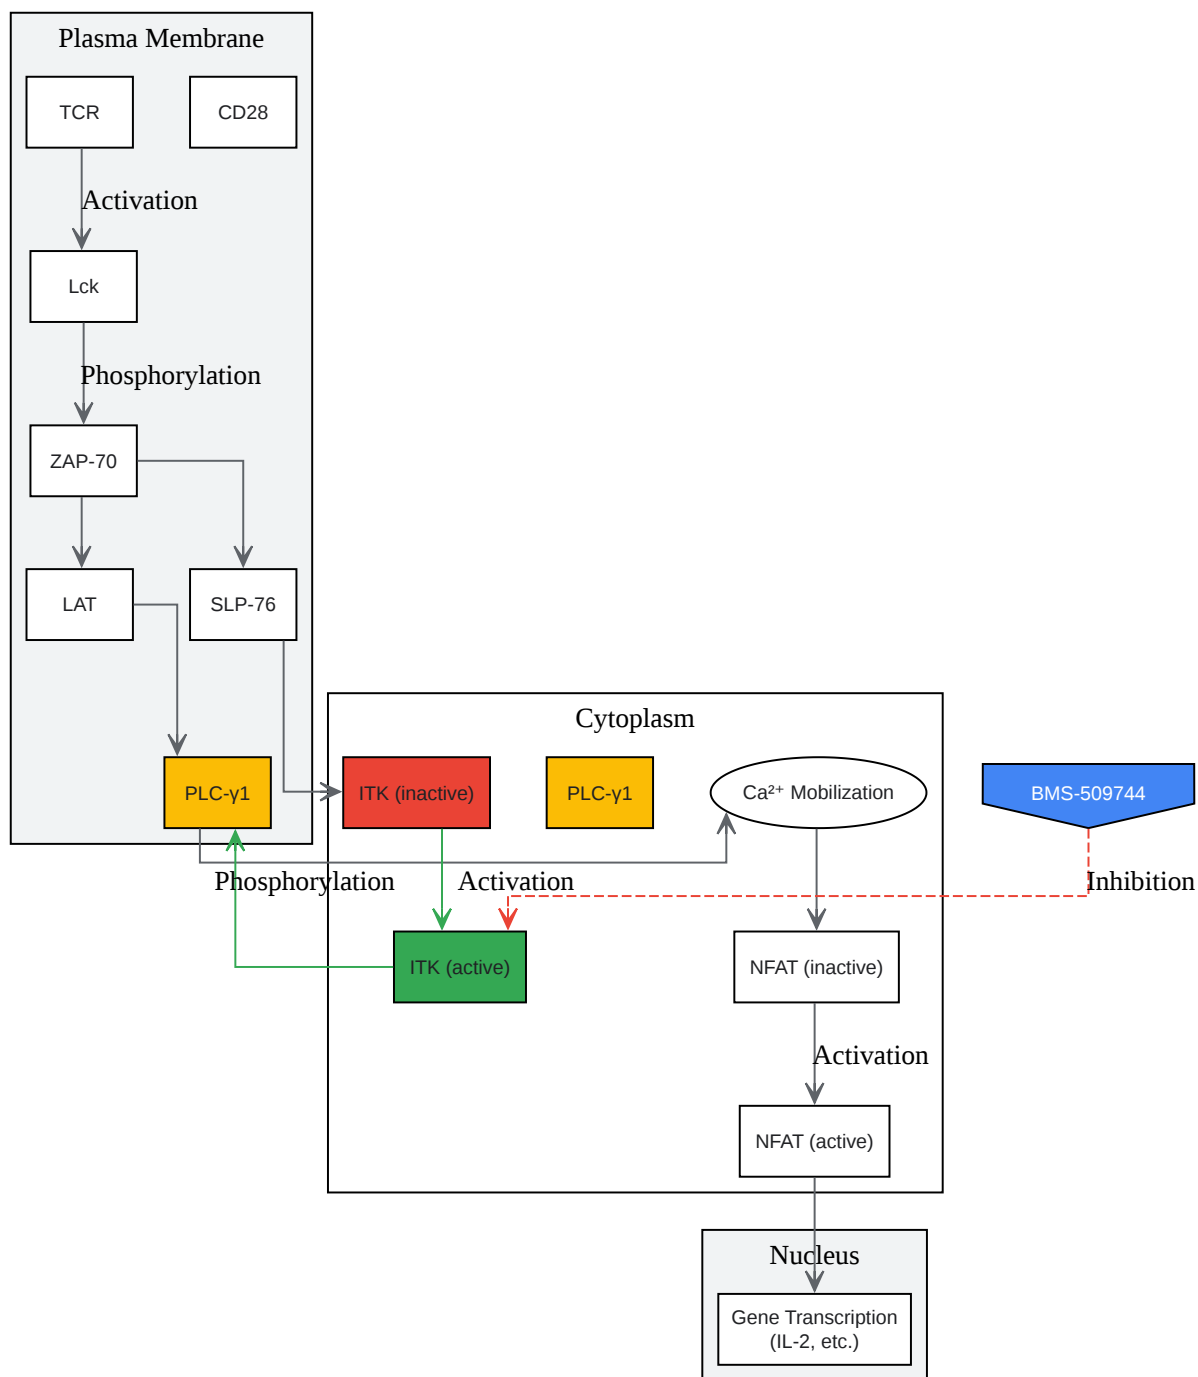 Plasma Membrane
TCR
CD28
Activation
Lck
Phosphorylation
ZAP-70
LAT
SLP-76
Cytoplasm
PLC-γ1
ITK (inactive)
PLC-γ1
Ca²⁺ Mobilization
BMS-509744
Phosphorylation
Activation
Inhibition
ITK (active)
NFAT (inactive)
Activation
NFAT (active)
Nucleus
Gene Transcription
(IL-2, etc.)